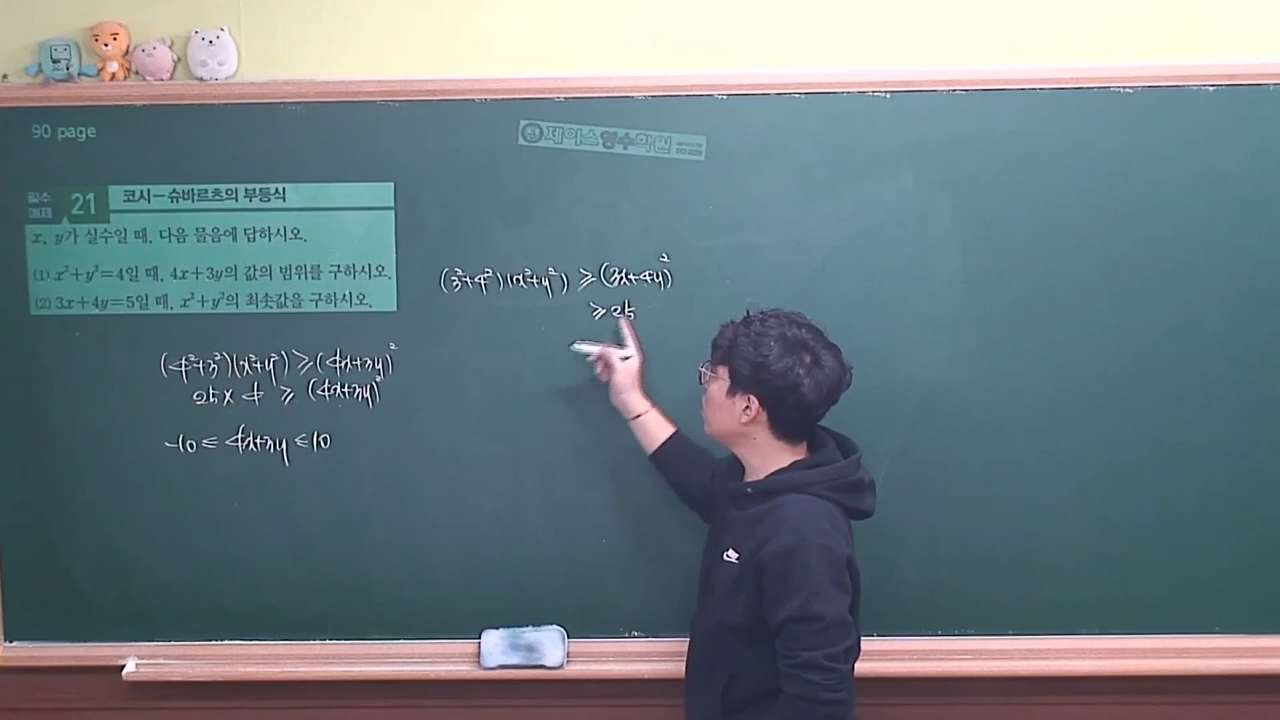 90 page
제이스영수학원
필수 예제 21 코시-슈바르츠의 부등식
x, y가 실수일 때, 다음 물음에 답하시오.
(1) x²+y²=4일 때, 4x+3y의 값의 범위를 구하시오.
(2) 3x+4y=5일 때, x²+y²의 최솟값을 구하시오.
(4²+3²)(x²+y²) ≥ (4x+3y)²
25 × 4 ≥ (4x+3y)²
-10 ≤ 4x+3y ≤ 10
(3²+4²)(x²+y²) ≥ (3x+4y)²
≥ 25